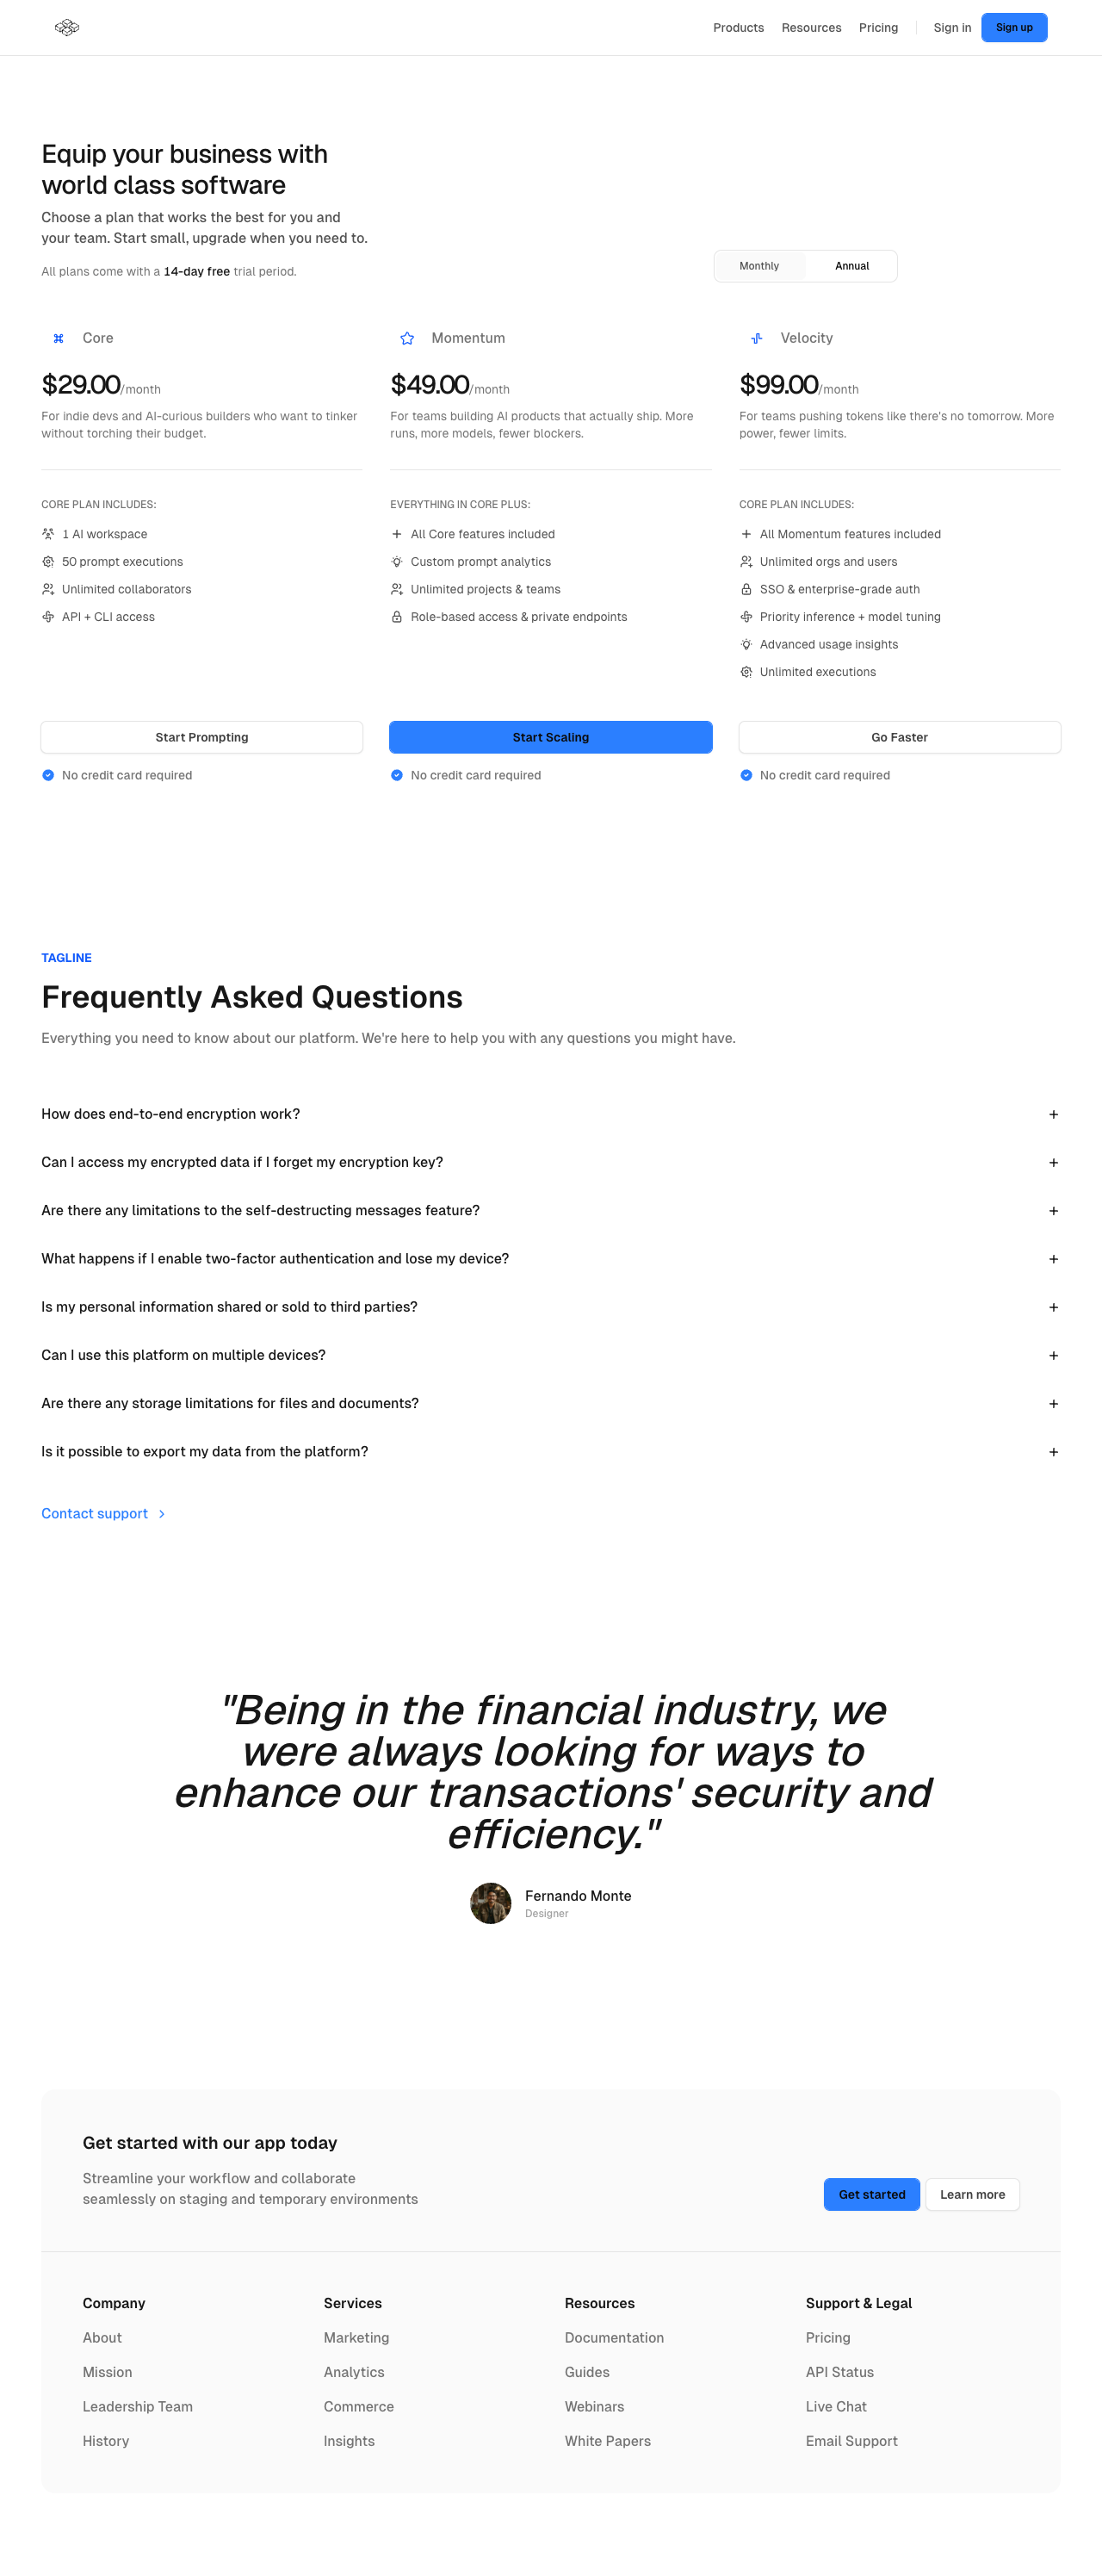 Products Resources Pricing Sign in Sign up
Equip your business with
world class software
Choose a plan that works the best for you and
your team. Start small, upgrade when you need to.
All plans come with a 14-day free trial period.
Monthly Annual
Core
$29.00/month
For indie devs and AI-curious builders who want to tinker
without torching their budget.
CORE PLAN INCLUDES:
1 AI workspace
50 prompt executions
Unlimited collaborators
API + CLI access
Start Prompting
No credit card required
Momentum
$49.00/month
For teams building AI products that actually ship. More
runs, more models, fewer blockers.
EVERYTHING IN CORE PLUS:
All Core features included
Custom prompt analytics
Unlimited projects & teams
Role-based access & private endpoints
Start Scaling
No credit card required
Velocity
$99.00/month
For teams pushing tokens like there's no tomorrow. More
power, fewer limits.
CORE PLAN INCLUDES:
All Momentum features included
Unlimited orgs and users
SSO & enterprise-grade auth
Priority inference + model tuning
Advanced usage insights
Unlimited executions
Go Faster
No credit card required
TAGLINE
Frequently Asked Questions
Everything you need to know about our platform. We're here to help you with any questions you might have.
How does end-to-end encryption work?
Can I access my encrypted data if I forget my encryption key?
Are there any limitations to the self-destructing messages feature?
What happens if I enable two-factor authentication and lose my device?
Is my personal information shared or sold to third parties?
Can I use this platform on multiple devices?
Are there any storage limitations for files and documents?
Is it possible to export my data from the platform?
Contact support
"Being in the financial industry, we
were always looking for ways to
enhance our transactions' security and
efficiency."
Fernando Monte
Designer
Get started with our app today
Streamline your workflow and collaborate
seamlessly on staging and temporary environments
Get started Learn more
Company
About
Mission
Leadership Team
History
Services
Marketing
Analytics
Commerce
Insights
Resources
Documentation
Guides
Webinars
White Papers
Support & Legal
Pricing
API Status
Live Chat
Email Support